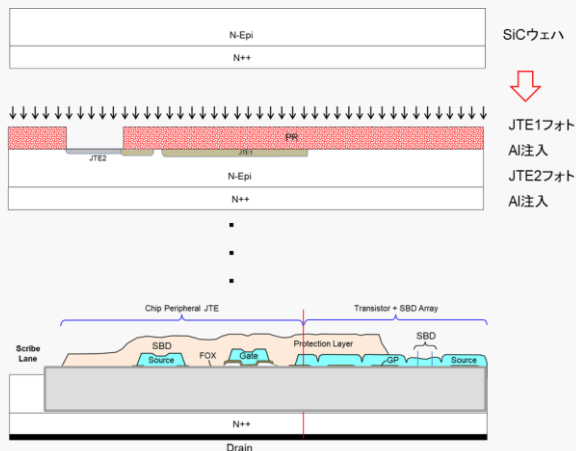 N-Epi
N++
SiCウェハ
JTE1フォト
PR
Al注入
JTE2
JTE1
JTE2フォト
N-Epi
Al注入
N++
Chip Peripheral JTE
Transistor + SBD Array
Scribe
Lane
SBD
Source
FOX
Gate
Protection Layer
GP
SBD
Source
N++
Drain